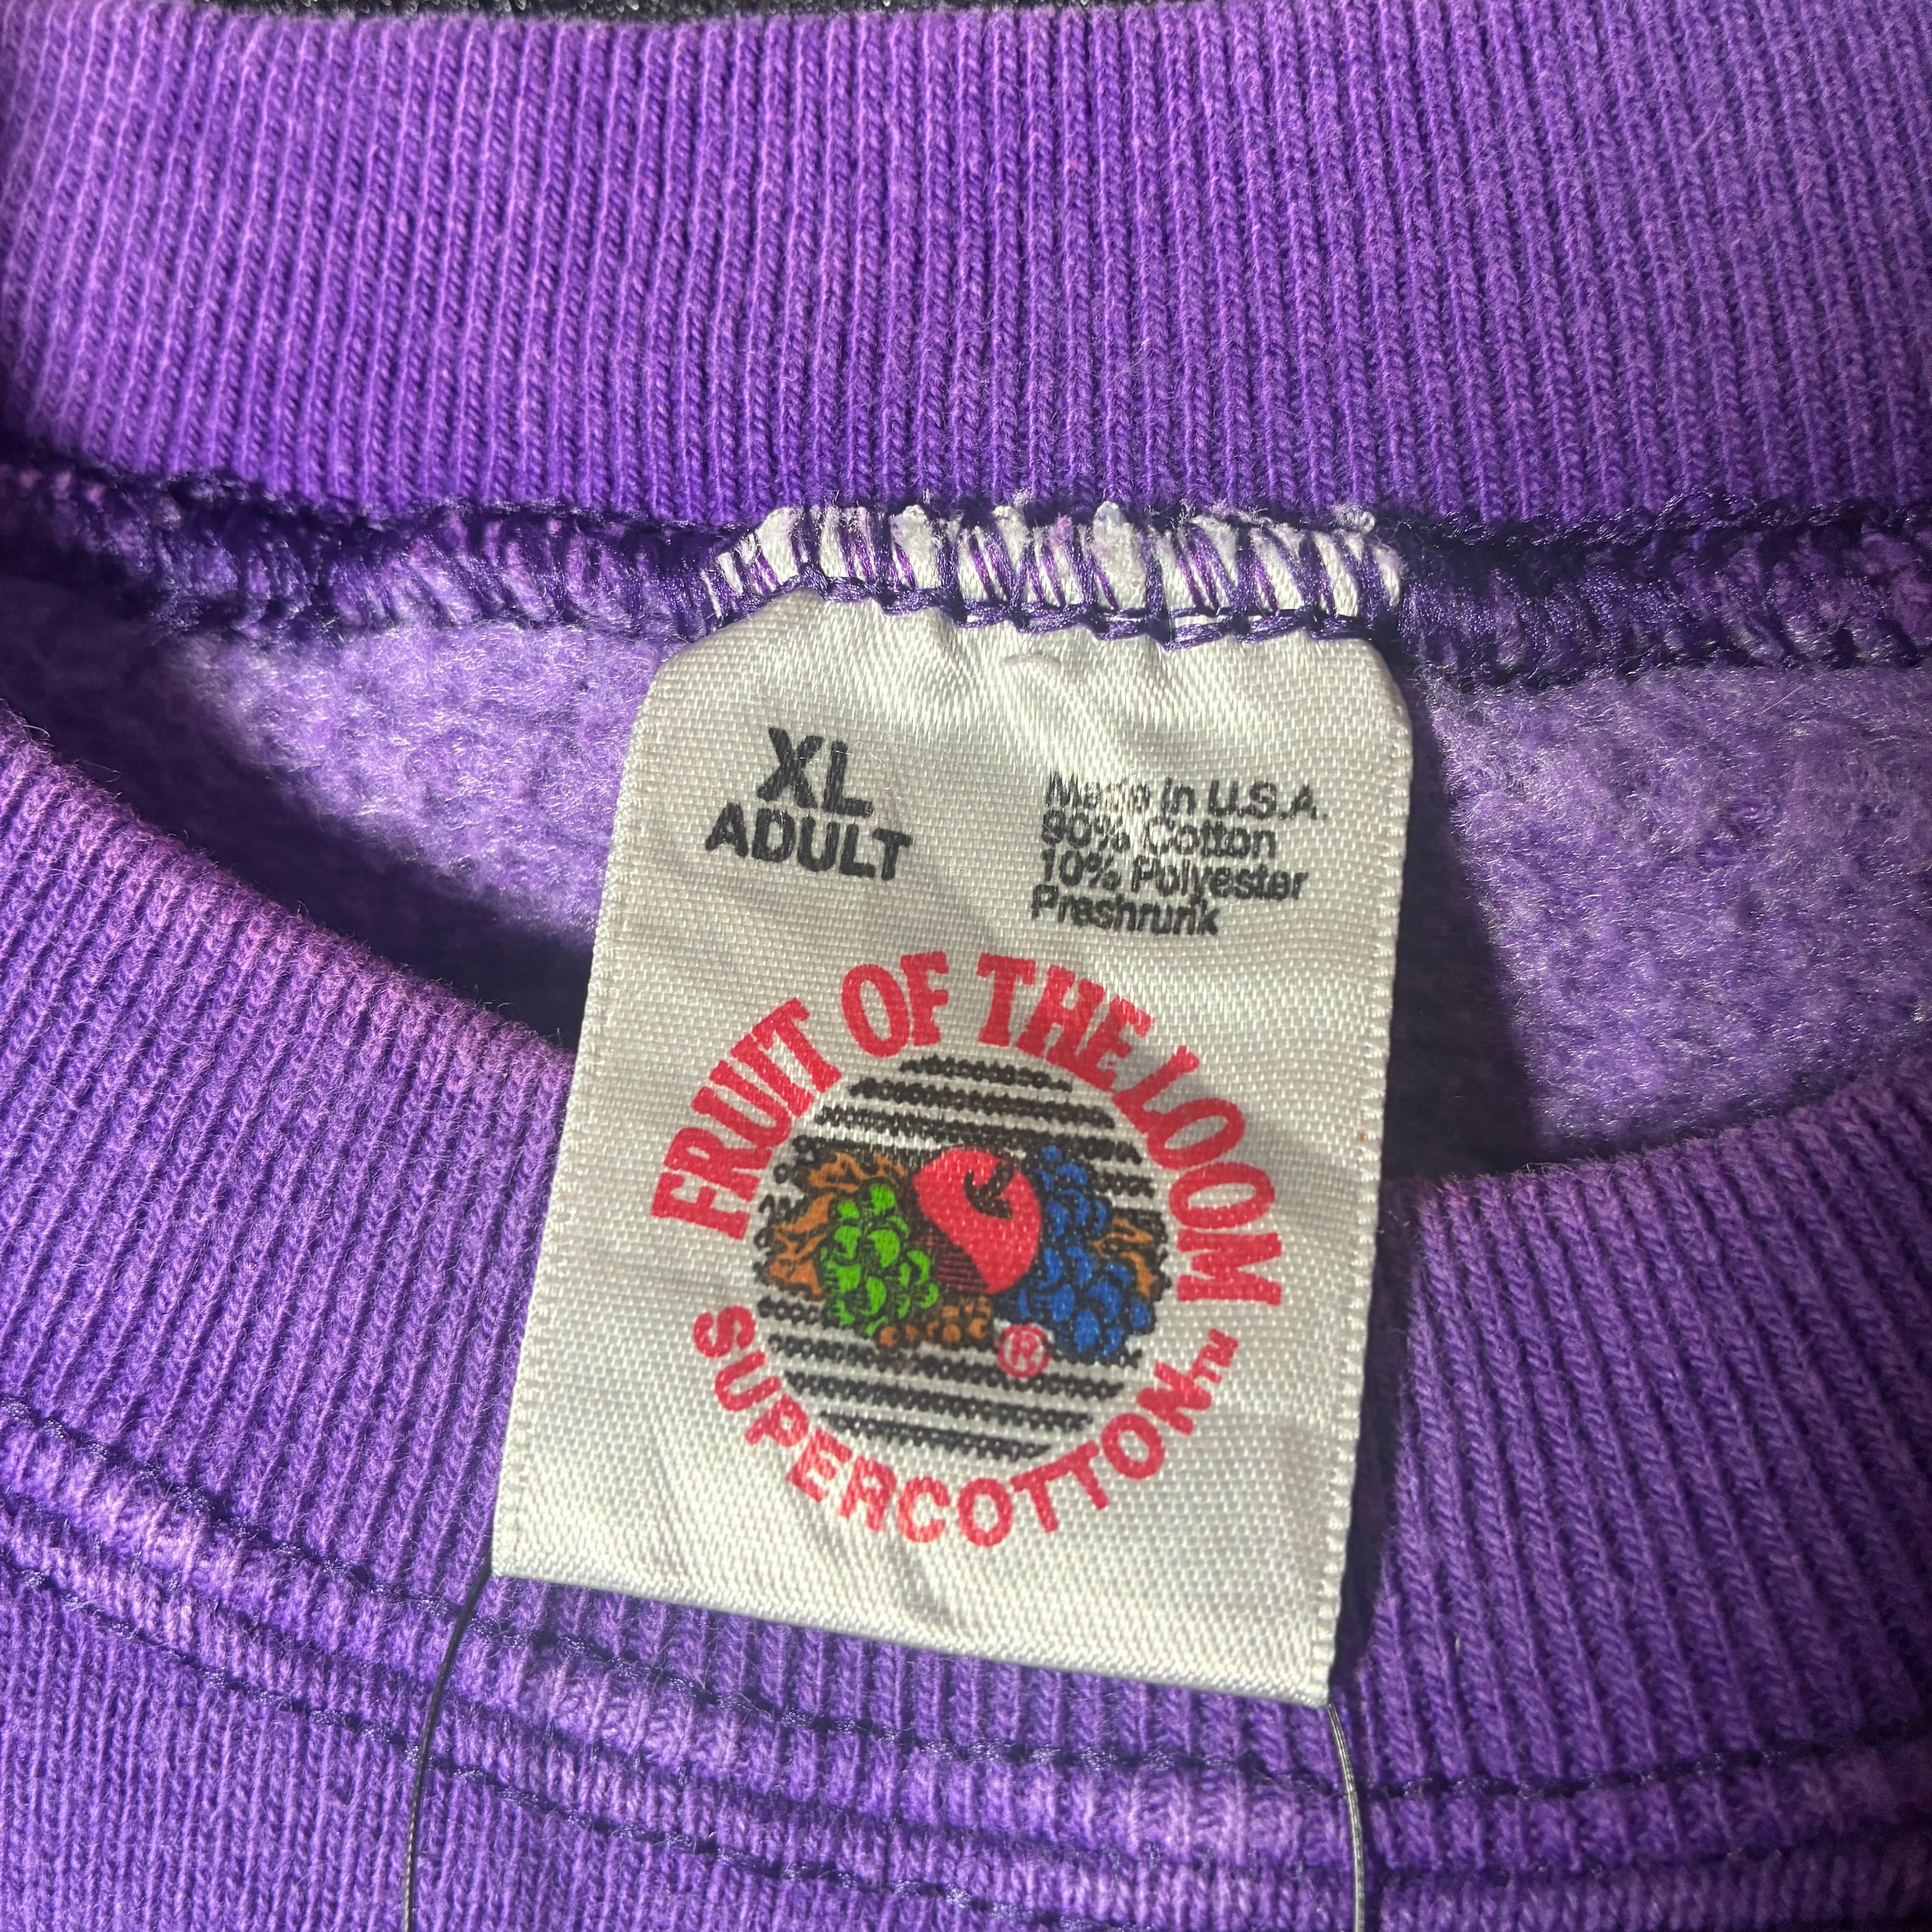 XL
ADULT
Made in U.S.A.
90% Cotton
10% Polyester
Preshrunk
FRUIT OF THE LOOM
®
SUPERCOTTON™